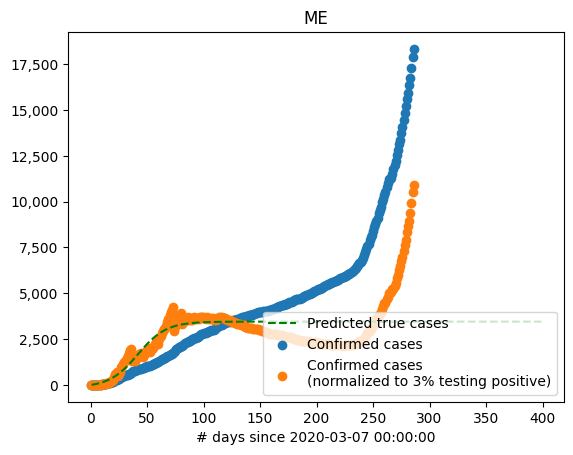 ME
17,500
15,000
12,500
10,000
7,500
5,000
2,500
0
Predicted true cases
Confirmed cases
Confirmed cases
(normalized to 3% testing positive)
0 50 100 150 200 250 300 350 400
# days since 2020-03-07 00:00:00